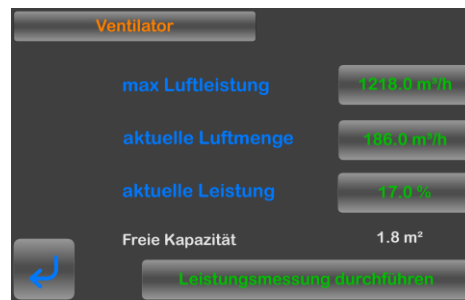 Ventilator
max Luftleistung 1218.0 m³/h
aktuelle Luftmenge 186.0 m³/h
aktuelle Leistung 17.0 %
Freie Kapazität 1.8 m²
Leistungsmessung durchführen